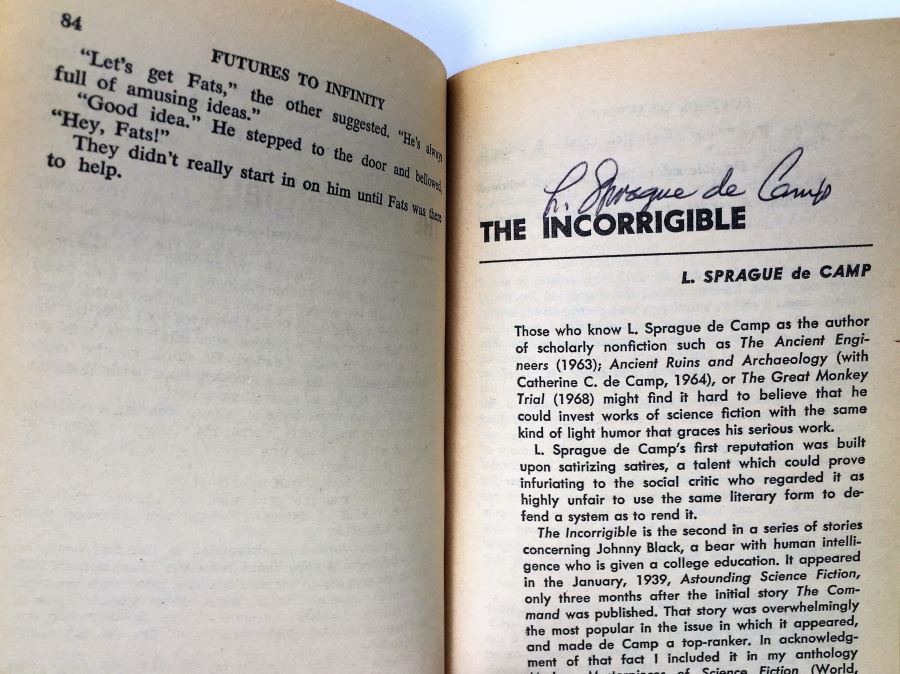 84
FUTURES TO INFINITY
"Let's get Fats," the other suggested. "He's always
full of amusing ideas."
"Good idea." He stepped to the door and bellowed,
"Hey, Fats!"
They didn't really start in on him until Fats was there
to help.
L. Sprague de Camp
THE INCORRIGIBLE
L. SPRAGUE de CAMP
Those who know L. Sprague de Camp as the author
of scholarly nonfiction such as The Ancient Engi-
neers (1963); Ancient Ruins and Archaeology (with
Catherine C. de Camp, 1964), or The Great Monkey
Trial (1968) might find it hard to believe that he
could invest works of science fiction with the same
kind of light humor that graces his serious work.
L. Sprague de Camp's first reputation was built
upon satirizing satires, a talent which could prove
infuriating to the social critic who regarded it as
highly unfair to use the same literary form to de-
fend a system as to rend it.
The Incorrigible is the second in a series of stories
concerning Johnny Black, a bear with human intelli-
gence who is given a college education. It appeared
in the January, 1939, Astounding Science Fiction,
only three months after the initial story The Com-
mand was published. That story was overwhelmingly
the most popular in the issue in which it appeared,
and made de Camp a top-ranker. In acknowledg-
ment of that fact I included it in my anthology
of Science Fiction (World,